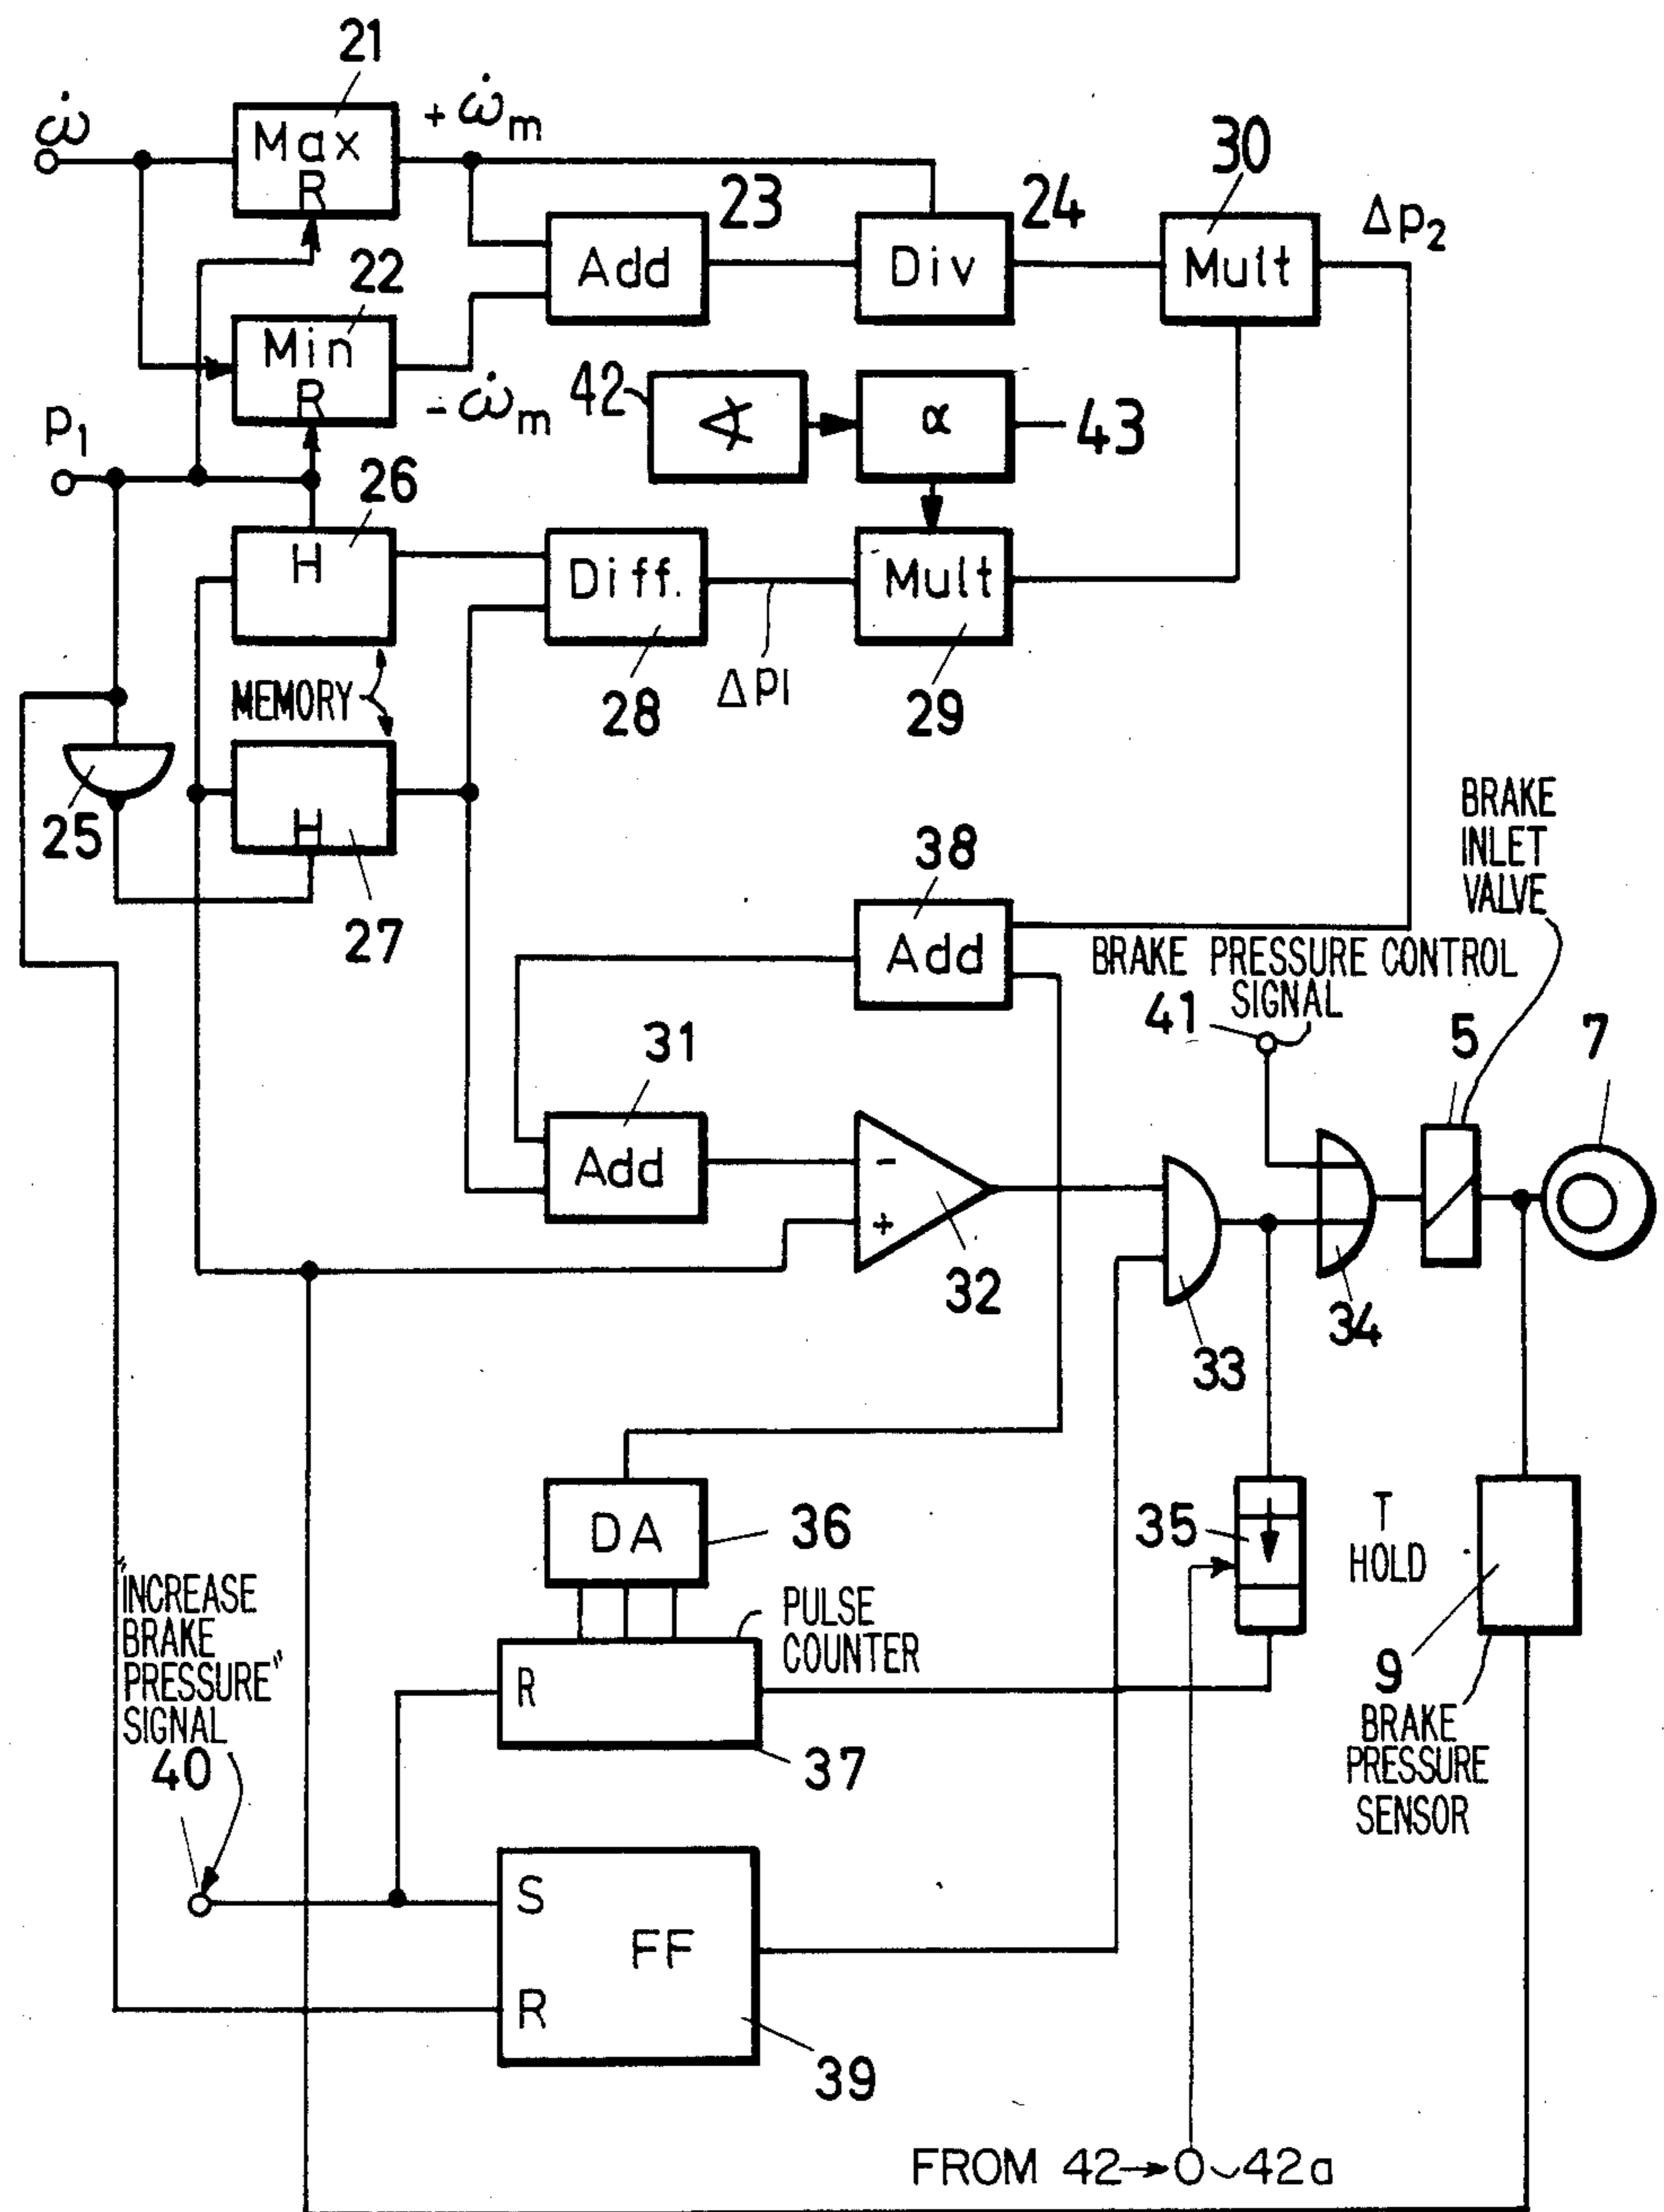 21
ω̇
Max
R
+ ω̇m
30
23
24
Δp2
Add
Div
Mult
22
Min
R
- ω̇m
42
∢
α
43
p1
26
H
Diff.
Mult
MEMORY
28
Δp1
29
25
H
27
BRAKE
INLET
VALVE
38
Add
BRAKE PRESSURE CONTROL
SIGNAL
41
5
7
31
Add
-
+
32
33
34
DA
36
35
T
HOLD
"INCREASE
BRAKE
PRESSURE"
SIGNAL
40
PULSE
COUNTER
R
37
9
BRAKE
PRESSURE
SENSOR
S
FF
R
39
FROM 42→O 42a